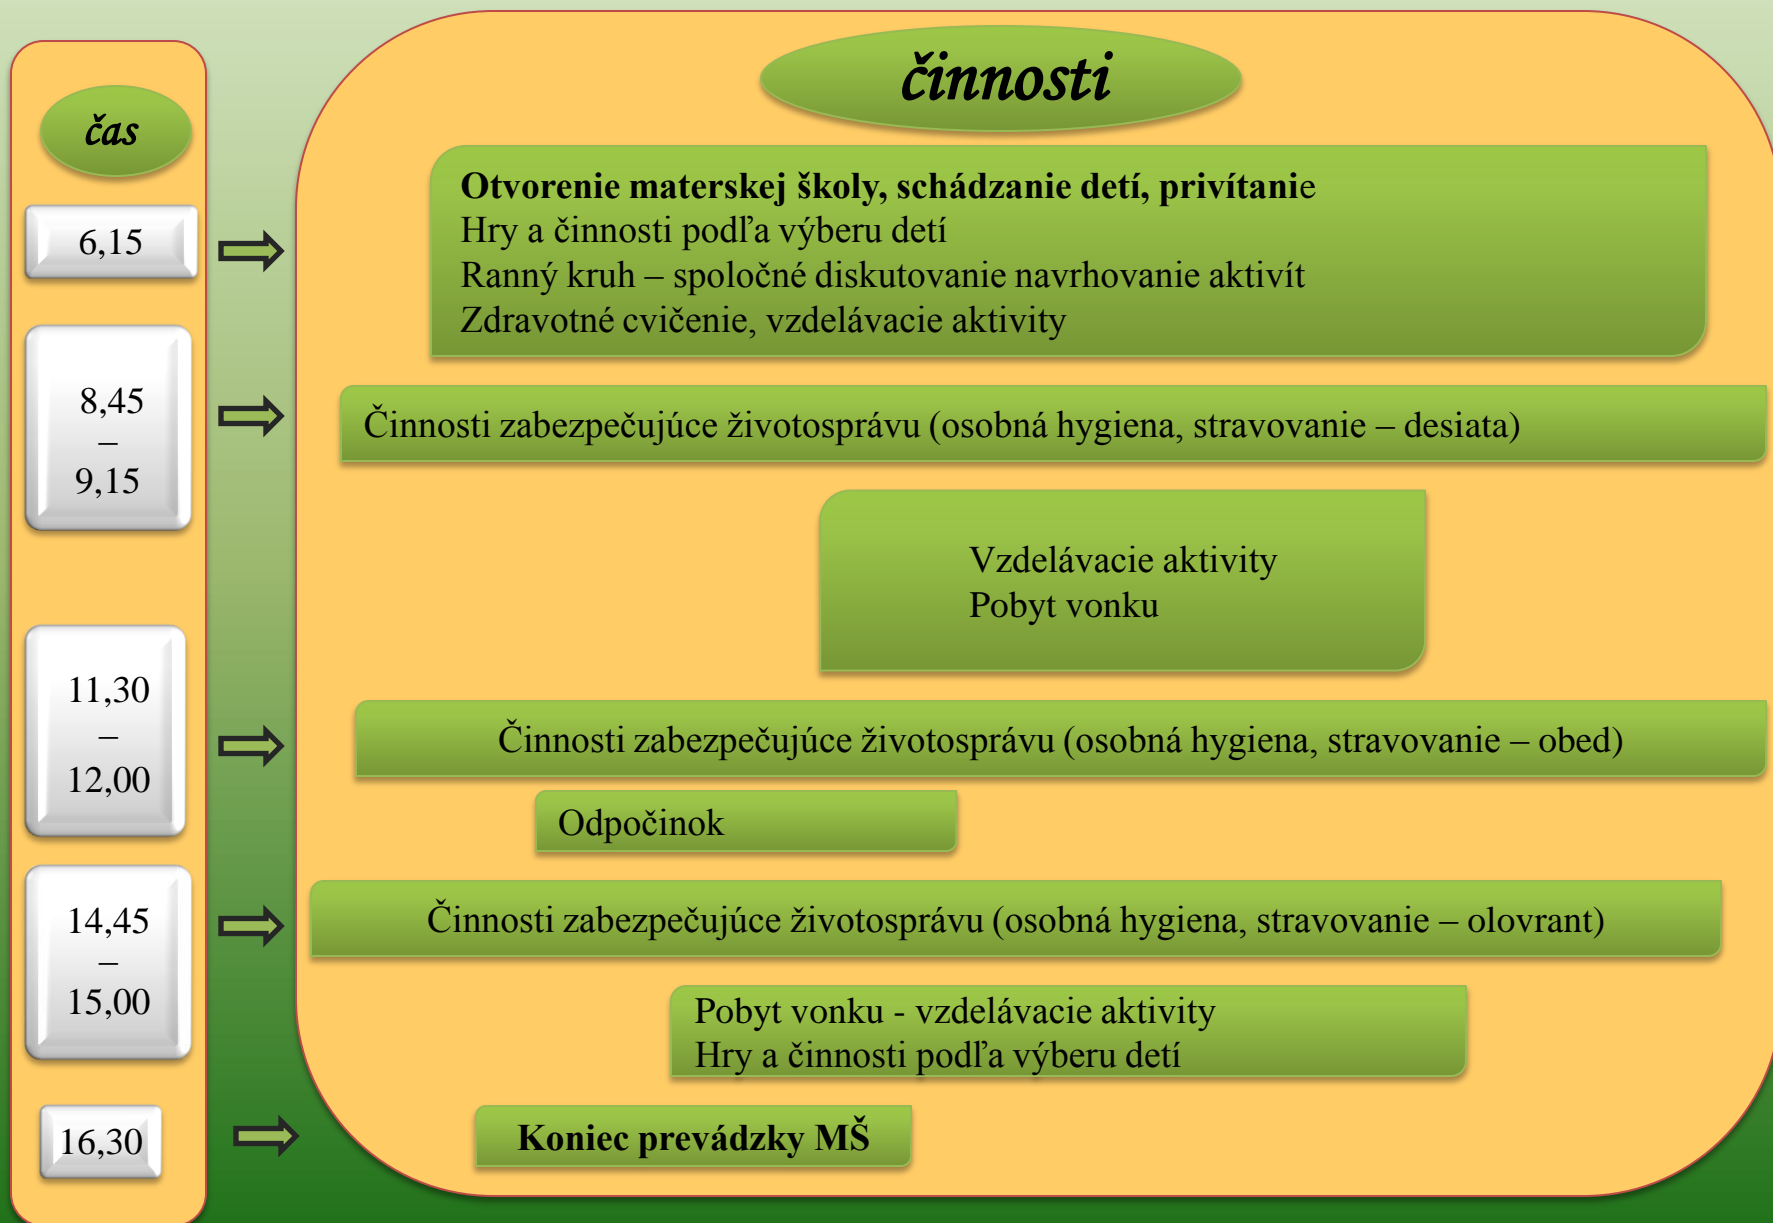 čas
činnosti
6,15
Otvorenie materskej školy, schádzanie detí, privítanie
Hry a činnosti podľa výberu detí
Ranný kruh – spoločné diskutovanie navrhovanie aktivít
Zdravotné cvičenie, vzdelávacie aktivity
8,45
–
9,15
Činnosti zabezpečujúce životosprávu (osobná hygiena, stravovanie – desiata)
Vzdelávacie aktivity
Pobyt vonku
11,30
–
12,00
Činnosti zabezpečujúce životosprávu (osobná hygiena, stravovanie – obed)
Odpočinok
14,45
–
15,00
Činnosti zabezpečujúce životosprávu (osobná hygiena, stravovanie – olovrant)
Pobyt vonku - vzdelávacie aktivity
Hry a činnosti podľa výberu detí
16,30
Koniec prevádzky MŠ